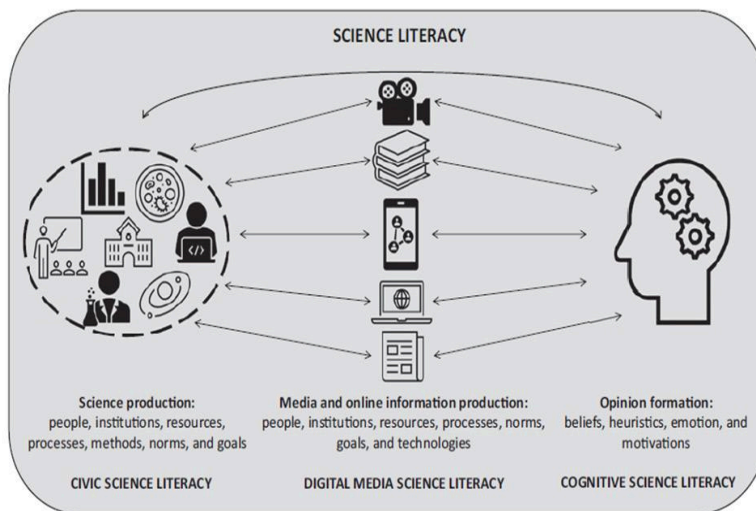 SCIENCE LITERACY
</>
Science production:
people, institutions, resources,
processes, methods, norms, and goals
CIVIC SCIENCE LITERACY
Media and online information production:
people, institutions, resources, processes, norms,
goals, and technologies
DIGITAL MEDIA SCIENCE LITERACY
Opinion formation:
beliefs, heuristics, emotion, and
motivations
COGNITIVE SCIENCE LITERACY